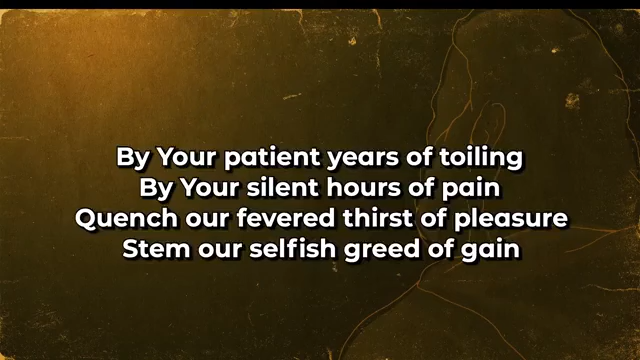 By Your patient years of toiling
By Your silent hours of pain
Quench our fevered thirst of pleasure
Stem our selfish greed of gain